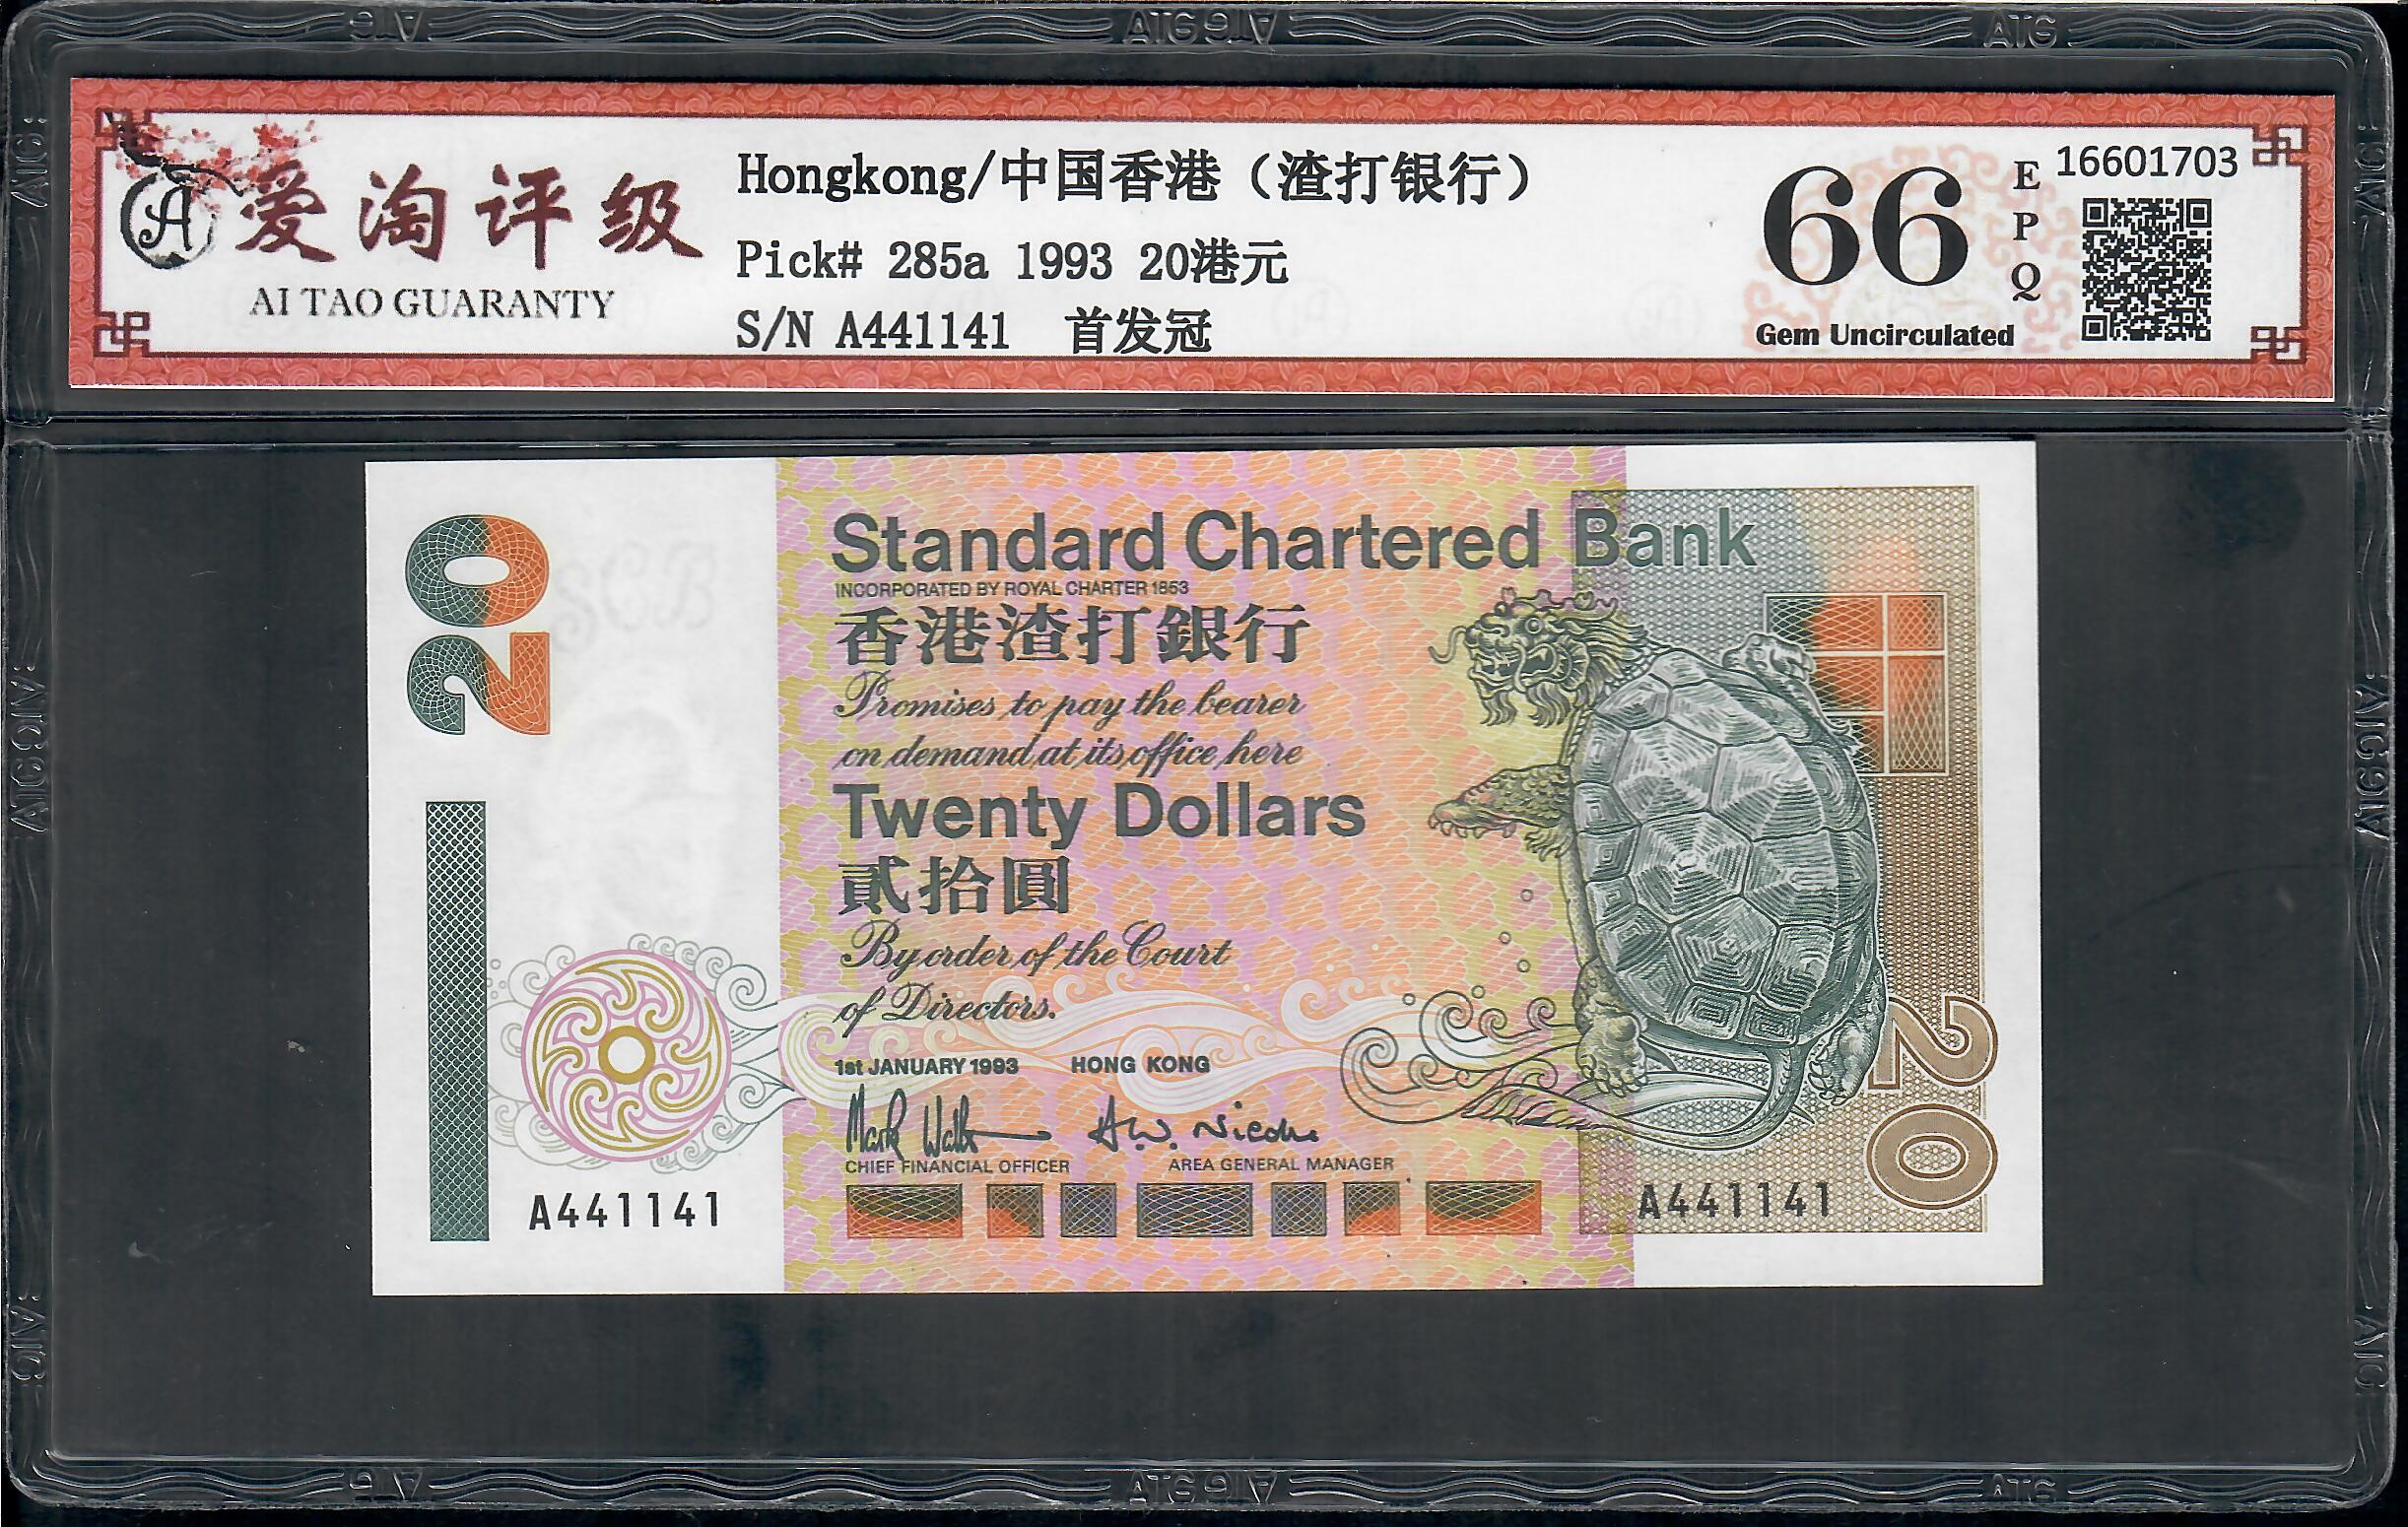 爱淘评级
AI TAO GUARANTY
Hongkong/中国香港（渣打银行）
Pick# 285a 1993 20港元
S/N A441141 首发冠
66
EPQ
Gem Uncirculated
16601703
20
Standard Chartered Bank
INCORPORATED BY ROYAL CHARTER 1853
香港渣打銀行
Promises to pay the bearer
on demand at its office here
Twenty Dollars
貳拾圓
By order of the Court
of Directors.
1st JANUARY 1993 HONG KONG
CHIEF FINANCIAL OFFICER AREA GENERAL MANAGER
A441141
A441141
20